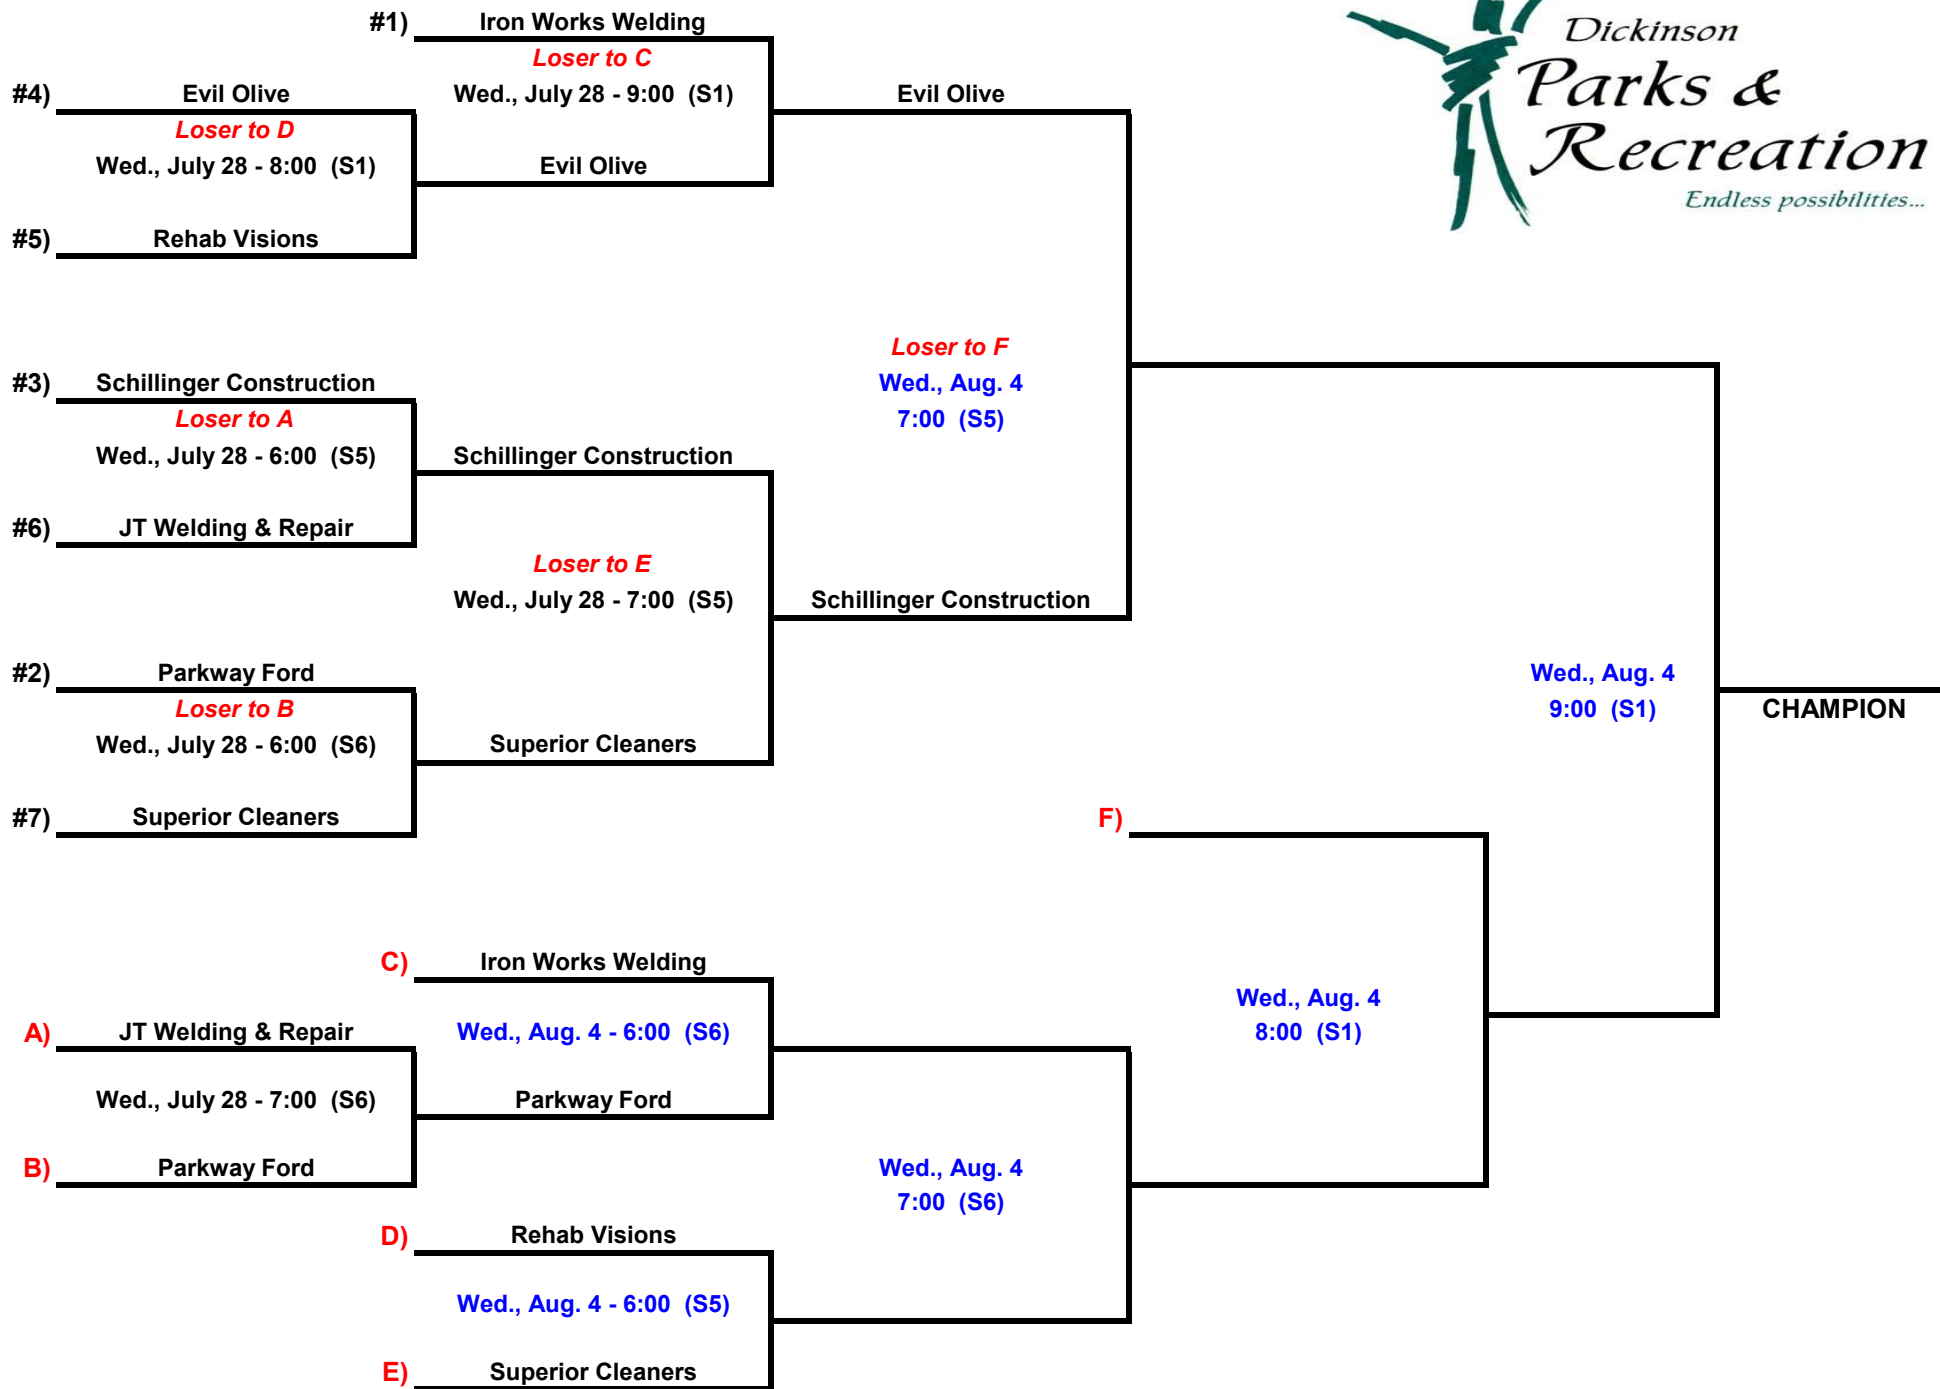 #1) Iron Works Welding
Loser to C
Dickinson
Parks &
Recreation
Endless possibilities...
#4) Evil Olive
Wed., July 28 - 9:00 (S1)
Evil Olive
Loser to D
Wed., July 28 - 8:00 (S1)
Evil Olive
#5) Rehab Visions
Loser to F
#3) Schillinger Construction
Wed., Aug. 4
Loser to A
7:00 (S5)
Wed., July 28 - 6:00 (S5)
Schillinger Construction
#6) JT Welding & Repair
Loser to E
Wed., July 28 - 7:00 (S5)
Schillinger Construction
#2) Parkway Ford
Wed., Aug. 4
Loser to B
9:00 (S1)
CHAMPION
Wed., July 28 - 6:00 (S6)
Superior Cleaners
#7) Superior Cleaners
F)
C) Iron Works Welding
Wed., Aug. 4
A) JT Welding & Repair
Wed., Aug. 4 - 6:00 (S6)
8:00 (S1)
Wed., July 28 - 7:00 (S6)
Parkway Ford
B) Parkway Ford
Wed., Aug. 4
7:00 (S6)
D) Rehab Visions
Wed., Aug. 4 - 6:00 (S5)
E) Superior Cleaners